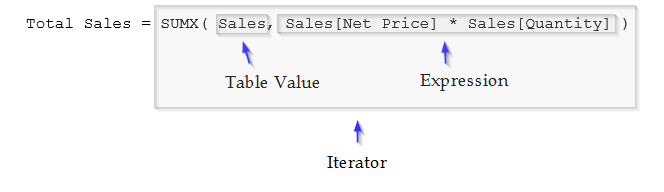 Total Sales = SUMX( Sales, Sales[Net Price] * Sales[Quantity] )
Table Value
Expression
Iterator